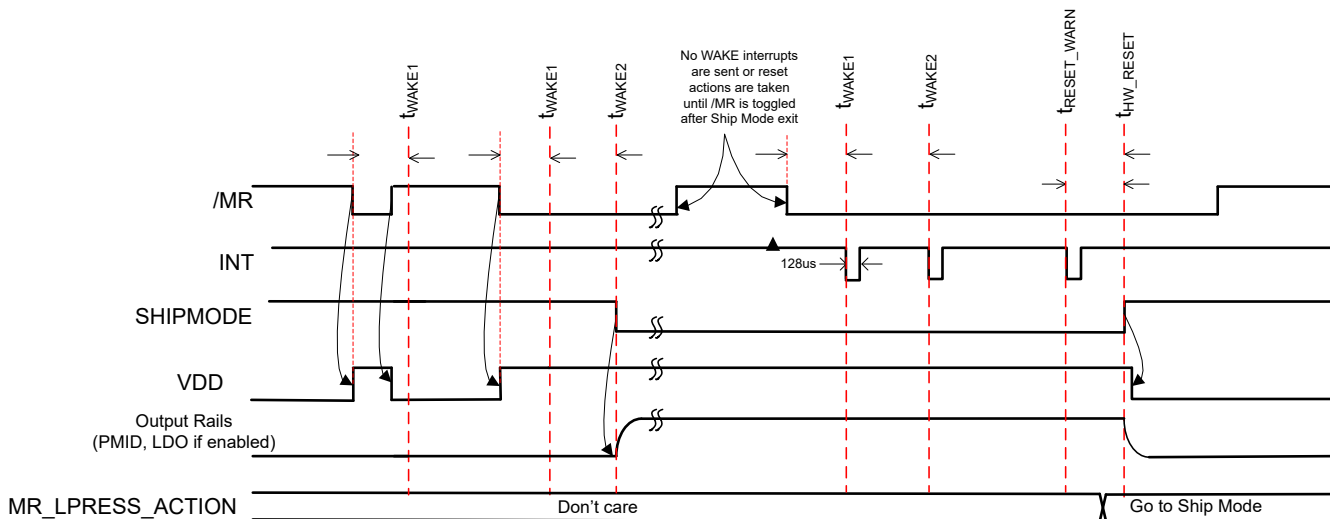 tWAKE1
tWAKE1
tWAKE2
No WAKE interrupts
are sent or reset
actions are taken
until /MR is toggled
after Ship Mode exit
tWAKE1
tWAKE2
tRESET_WARN
tHW_RESET
/MR
INT
128us
SHIPMODE
VDD
Output Rails
(PMID, LDO if enabled)
MR_LPRESS_ACTION
Don't care
Go to Ship Mode